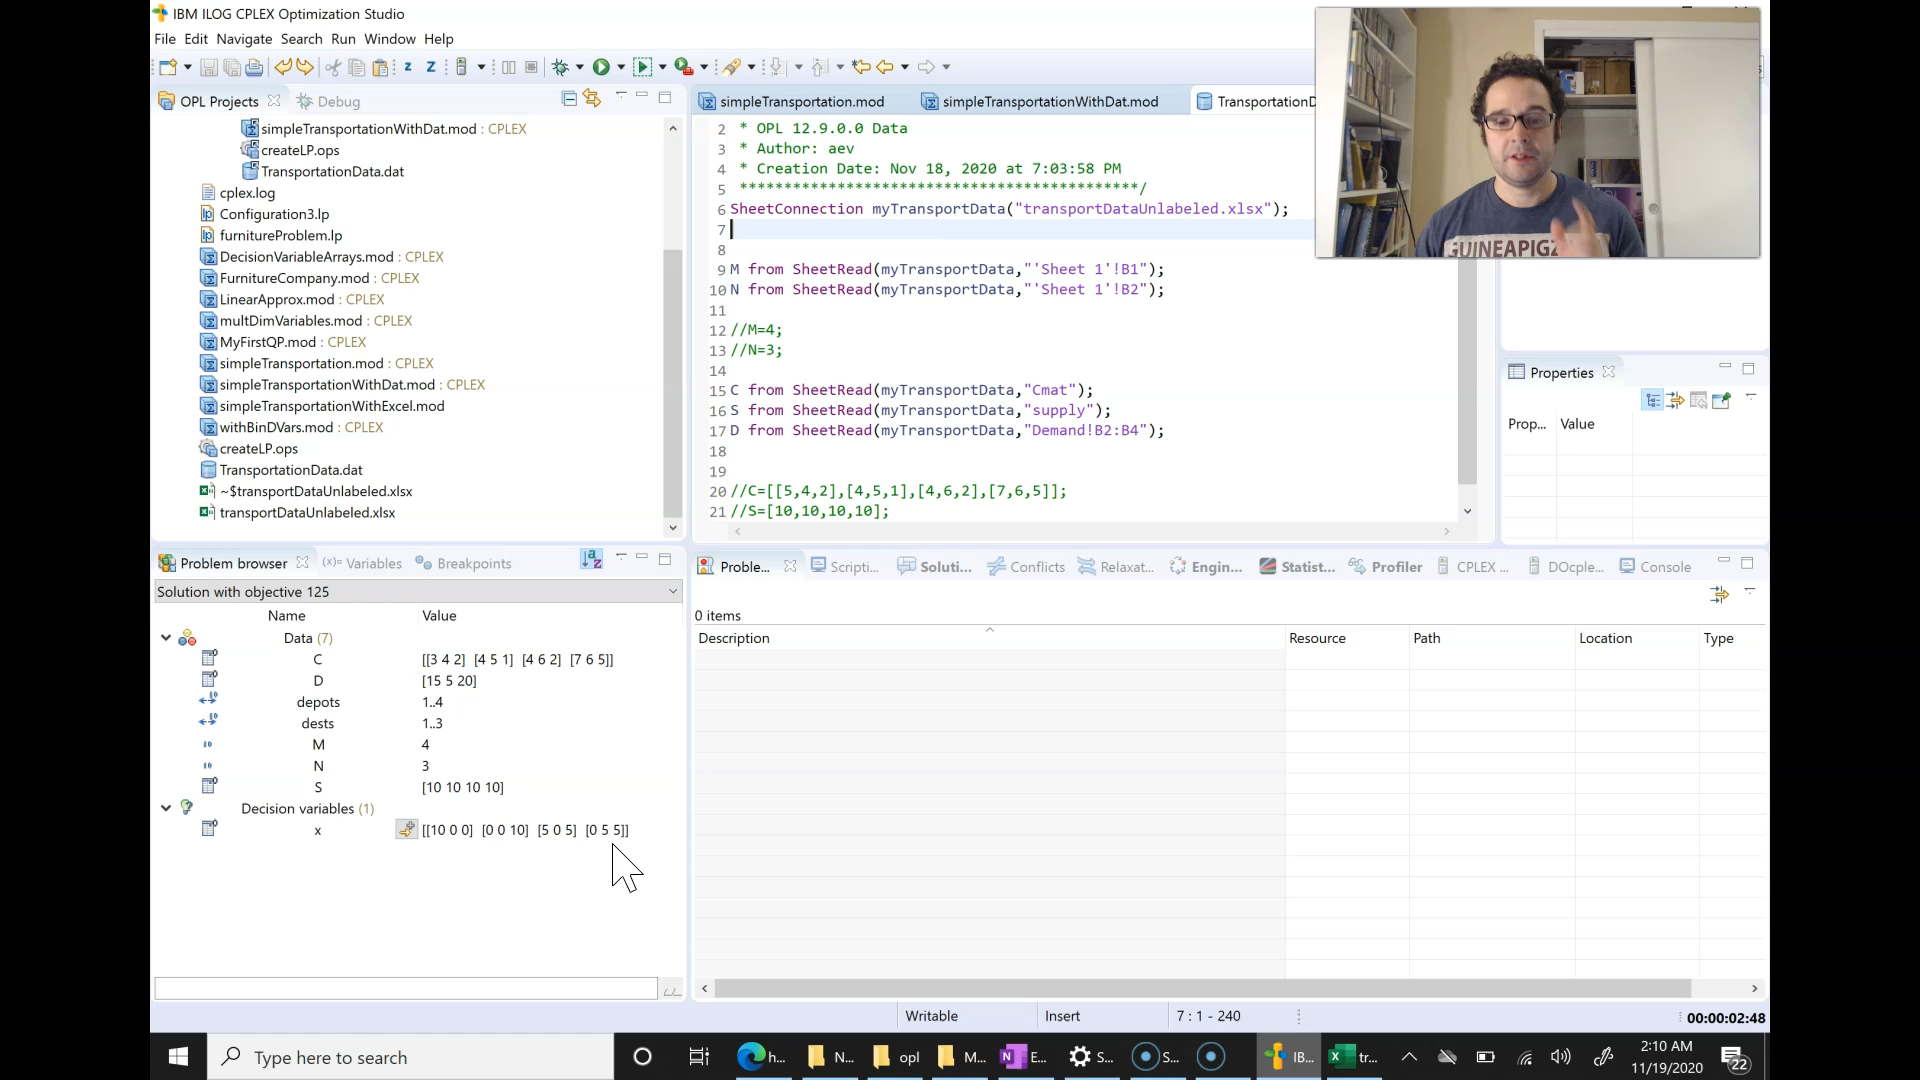 IBM ILOG CPLEX Optimization Studio
File Edit Navigate Search Run Window Help
OPL Projects Debug
simpleTransportationWithDat.mod : CPLEX
createLP.ops
TransportationData.dat
cplex.log
Configuration3.lp
furnitureProblem.lp
DecisionVariableArrays.mod : CPLEX
FurnitureCompany.mod : CPLEX
LinearApprox.mod : CPLEX
multDimVariables.mod : CPLEX
MyFirstQP.mod : CPLEX
simpleTransportation.mod : CPLEX
simpleTransportationWithDat.mod : CPLEX
simpleTransportationWithExcel.mod
withBinDVars.mod : CPLEX
createLP.ops
TransportationData.dat
~$transportDataUnlabeled.xlsx
transportDataUnlabeled.xlsx
simpleTransportation.mod simpleTransportationWithDat.mod TransportationD
2 * OPL 12.9.0.0 Data
3 * Author: aev
4 * Creation Date: Nov 18, 2020 at 7:03:58 PM
5 *********************************************/
6 SheetConnection myTransportData("transportDataUnlabeled.xlsx");
7
8
9 M from SheetRead(myTransportData,"'Sheet 1'!B1");
10 N from SheetRead(myTransportData,"'Sheet 1'!B2");
11
12 //M=4;
13 //N=3;
14
15 C from SheetRead(myTransportData,"Cmat");
16 S from SheetRead(myTransportData,"supply");
17 D from SheetRead(myTransportData,"Demand!B2:B4");
18
19
20 //C=[[5,4,2],[4,5,1],[4,6,2],[7,6,5]];
21 //S=[10,10,10,10];
GUINEAPIG
Properties
Prop... Value
Problem browser (x)= Variables Breakpoints
Solution with objective 125
Name Value
Data (7)
C [[3 4 2] [4 5 1] [4 6 2] [7 6 5]]
D [15 5 20]
depots 1..4
dests 1..3
M 4
N 3
S [10 10 10 10]
Decision variables (1)
x [[10 0 0] [0 0 10] [5 0 5] [0 5 5]]
Proble... Scripti... Soluti... Conflicts Relaxat... Engin... Statist... Profiler CPLEX ... DOcple... Console
0 items
Description Resource Path Location Type
Writable Insert 7 : 1 - 240 00:00:02:48
Type here to search
h... N... opl M... E... S... S... IB... tr...
2:10 AM
11/19/2020
22